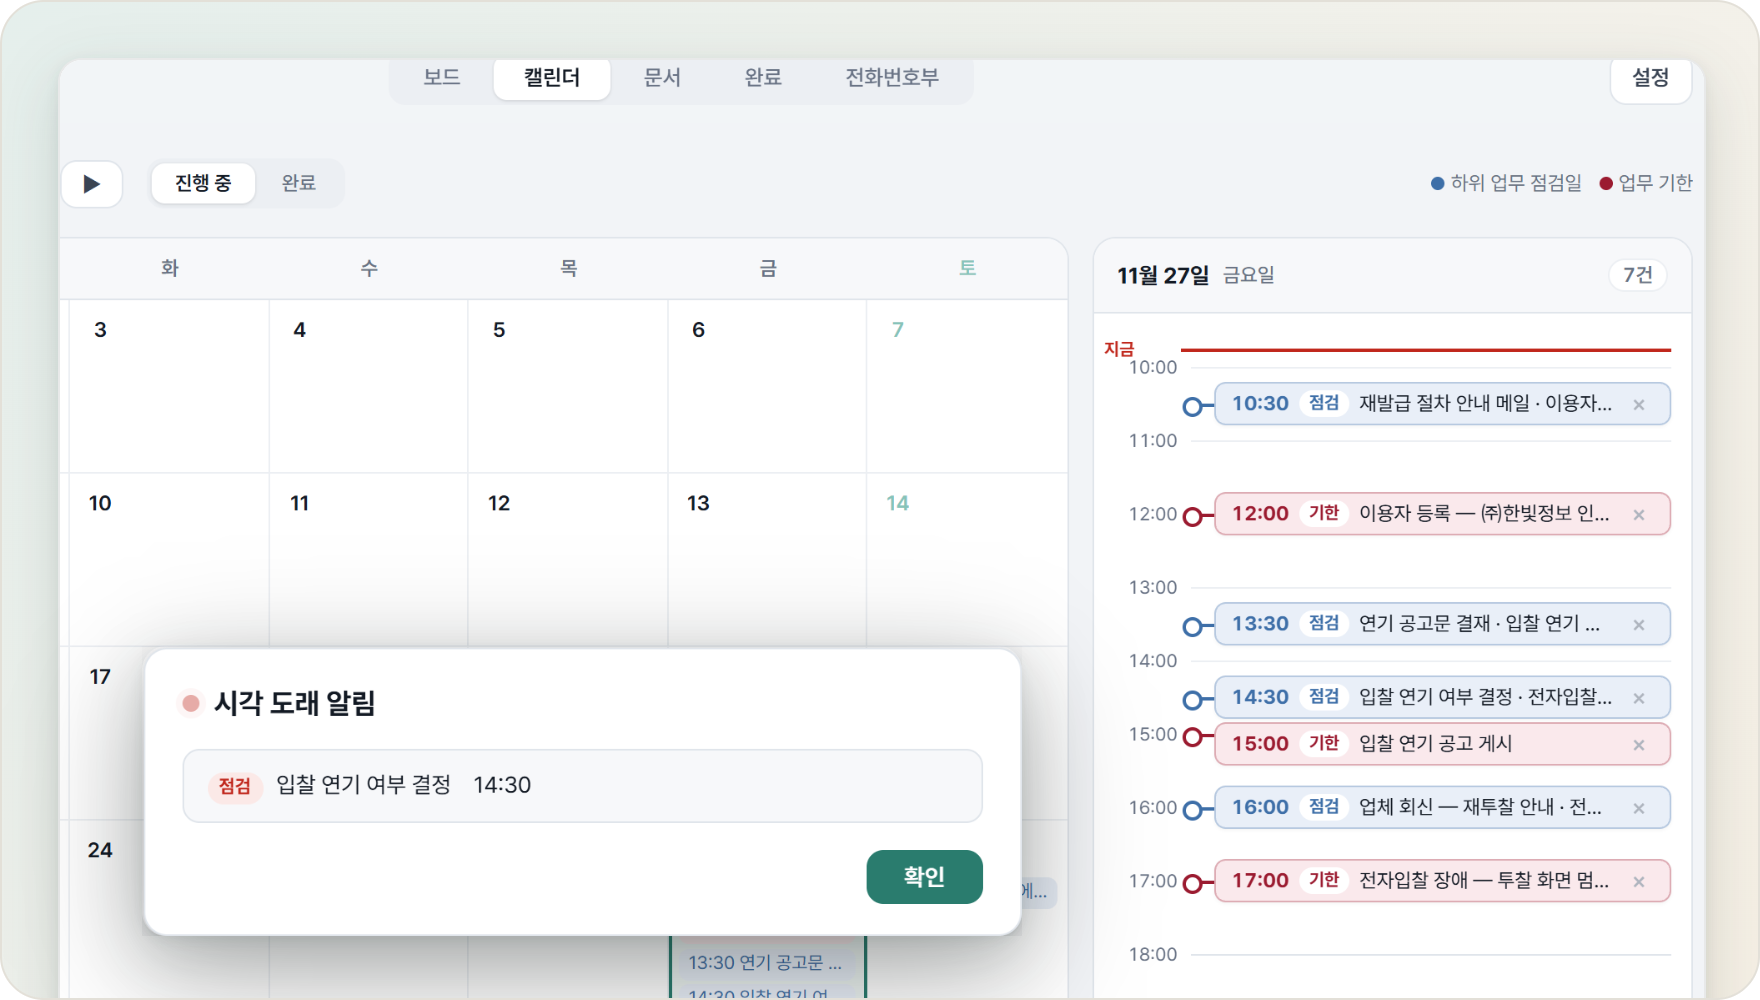 보드 캘린더 문서 완료 전화번호부 설정
▶ 진행 중 완료 하위 업무 점검일 업무 기한
화 수 목 금 토
3 4 5 6 7
10 11 12 13 14
17
24
시각 도래 알림
점검 입찰 연기 여부 결정 14:30
확인
에...
13:30 연기 공고문 ...
14:30 입찰 연기 여
11월 27일 금요일 7건
지금
10:00
10:30 점검 재발급 절차 안내 메일 · 이용자... ×
11:00
12:00 12:00 기한 이용자 등록 — ㈜한빛정보 인... ×
13:00
13:30 점검 연기 공고문 결재 · 입찰 연기 ... ×
14:00
14:30 점검 입찰 연기 여부 결정 · 전자입찰... ×
15:00 15:00 기한 입찰 연기 공고 게시 ×
16:00 16:00 점검 업체 회신 — 재투찰 안내 · 전... ×
17:00 17:00 기한 전자입찰 장애 — 투찰 화면 멈... ×
18:00